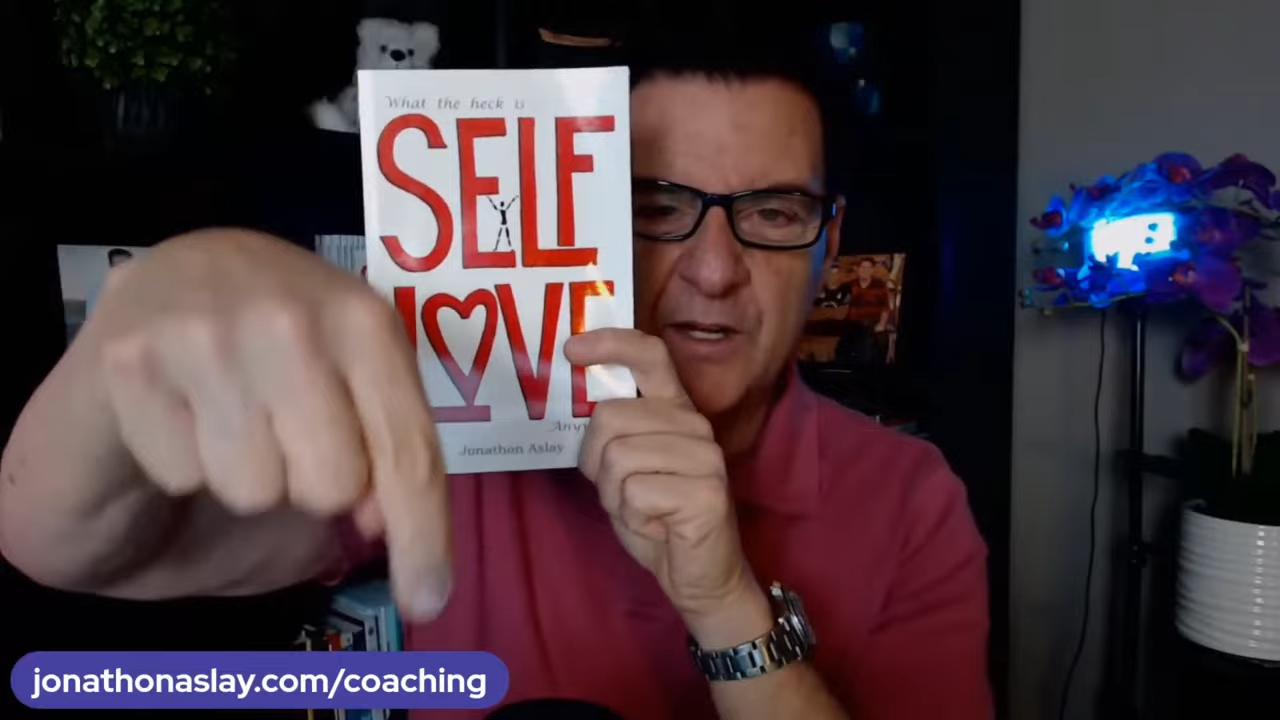 What the heck is
SELF
LOVE
Jonathon Aslay
jonathonaslay.com/coaching